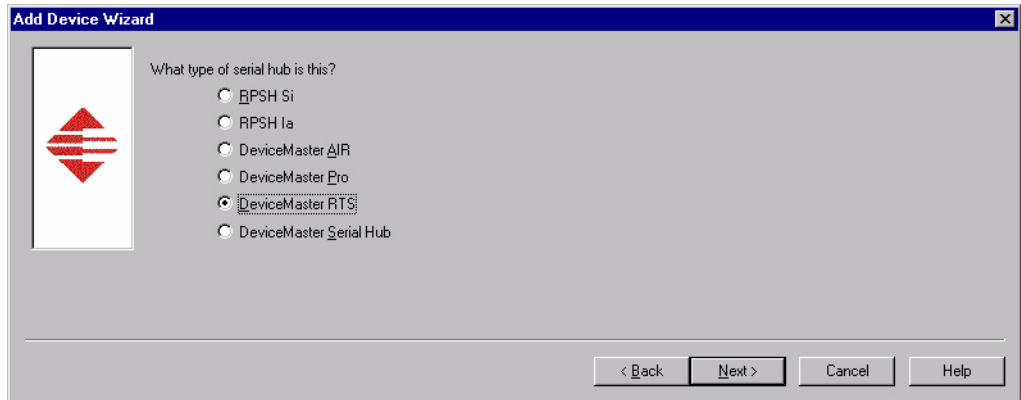 Add Device Wizard
What type of serial hub is this?
RPSH Si
RPSH Ia
DeviceMaster AIR
DeviceMaster Pro
DeviceMaster RTS
DeviceMaster Serial Hub
< Back Next > Cancel Help